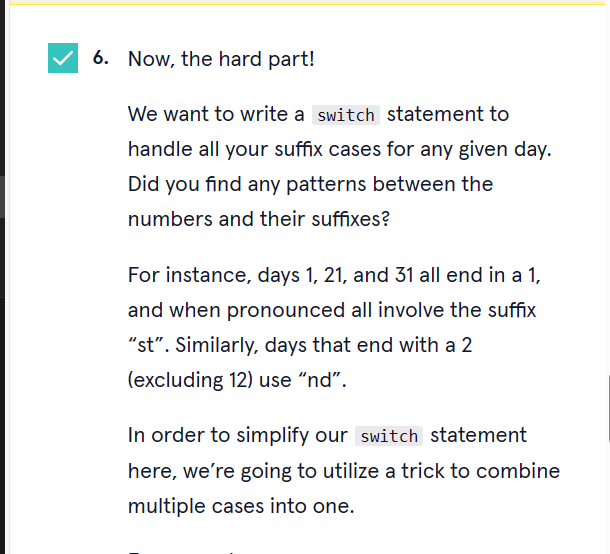 6. Now, the hard part!
We want to write a switch statement to
handle all your suffix cases for any given day.
Did you find any patterns between the
numbers and their suffixes?
For instance, days 1, 21, and 31 all end in a 1,
and when pronounced all involve the suffix
“st”. Similarly, days that end with a 2
(excluding 12) use “nd”.
In order to simplify our switch statement
here, we’re going to utilize a trick to combine
multiple cases into one.